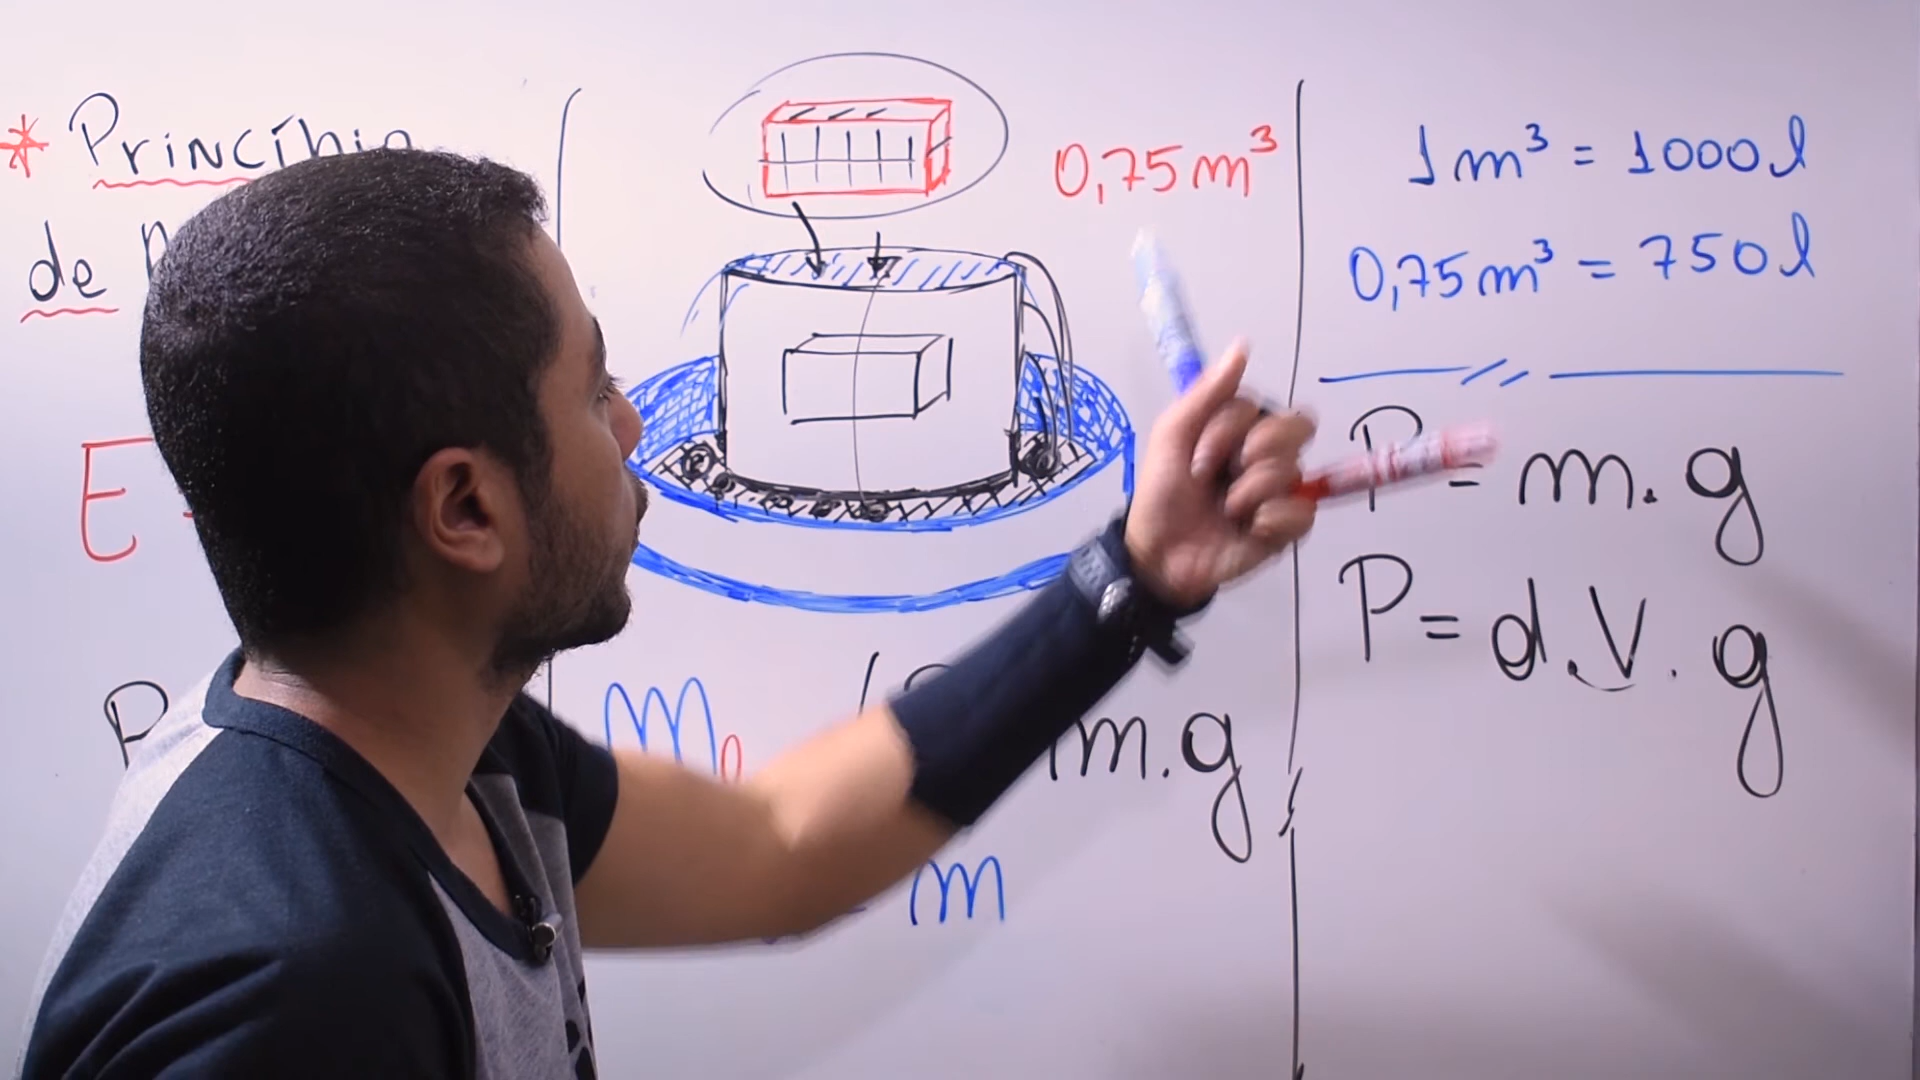 * Princípio
de
E
0,75m³
m.g
m
1m³ = 1000l
0,75m³ = 750l
P = m.g
P = d.V.g